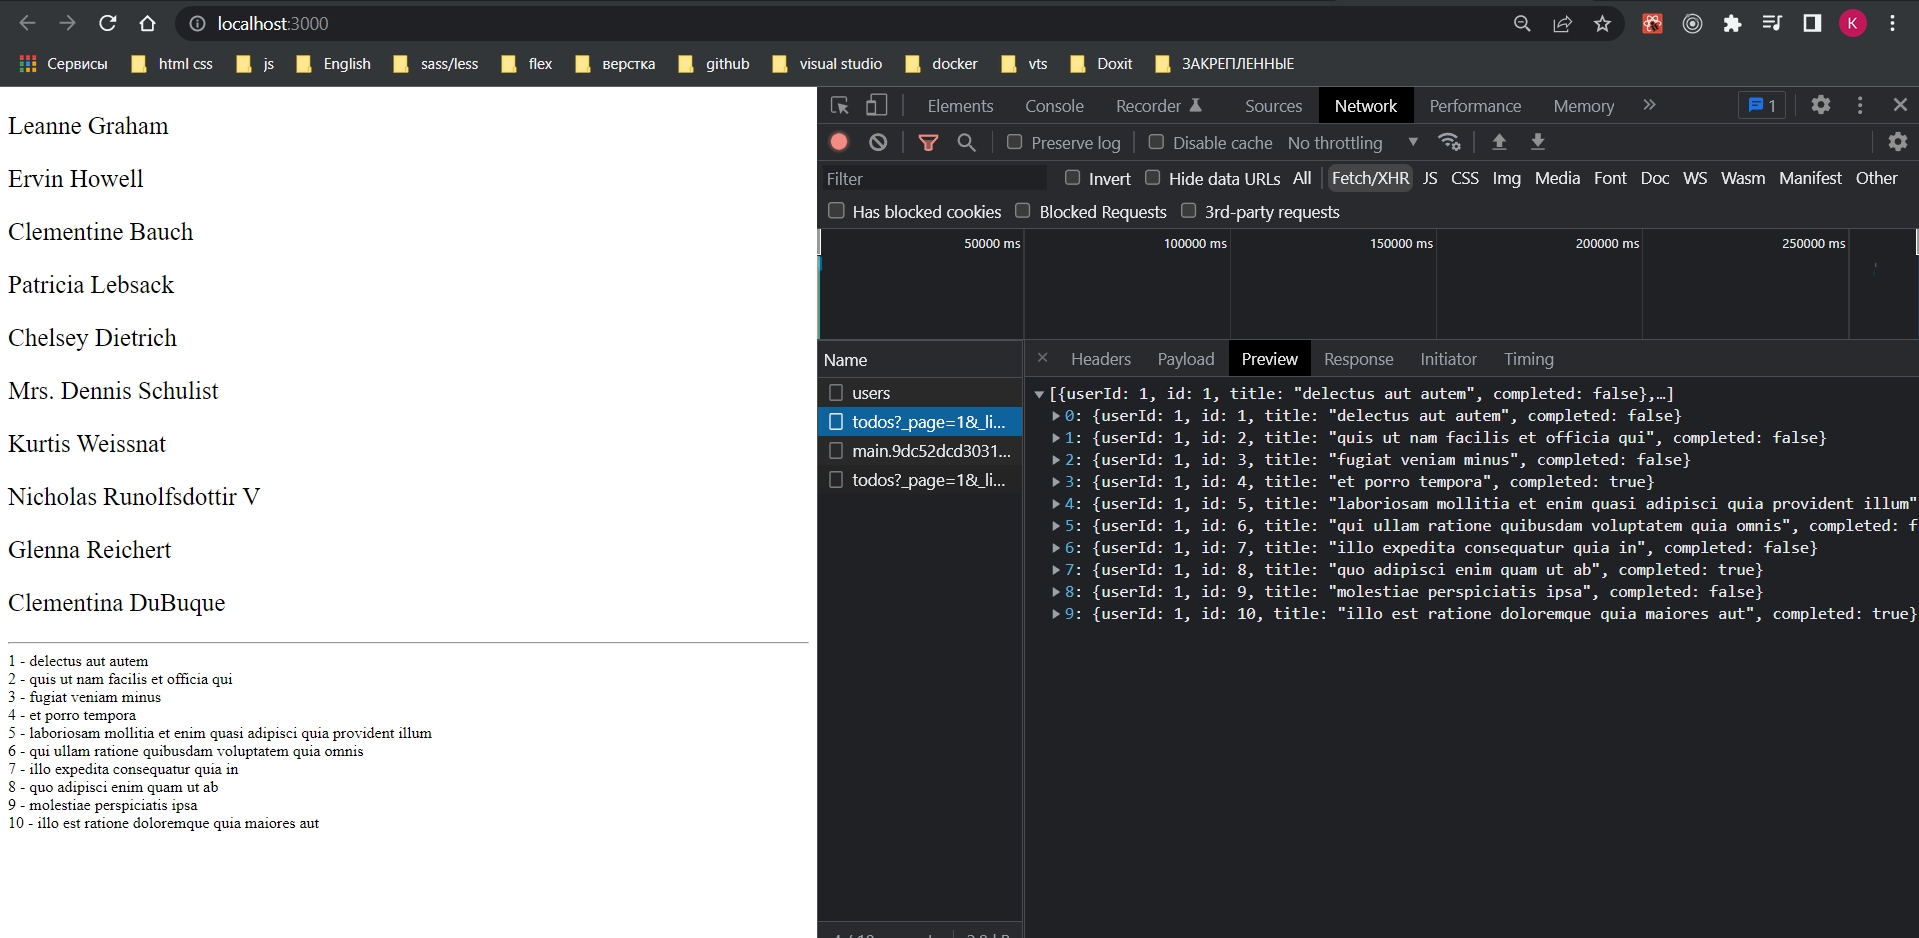 localhost:3000
K
Сервисы html css js English sass/less flex верстка github visual studio docker vts Doxit ЗАКРЕПЛЕННЫЕ
Leanne Graham
Ervin Howell
Clementine Bauch
Patricia Lebsack
Chelsey Dietrich
Mrs. Dennis Schulist
Kurtis Weissnat
Nicholas Runolfsdottir V
Glenna Reichert
Clementina DuBuque
1 - delectus aut autem
2 - quis ut nam facilis et officia qui
3 - fugiat veniam minus
4 - et porro tempora
5 - laboriosam mollitia et enim quasi adipisci quia provident illum
6 - qui ullam ratione quibusdam voluptatem quia omnis
7 - illo expedita consequatur quia in
8 - quo adipisci enim quam ut ab
9 - molestiae perspiciatis ipsa
10 - illo est ratione doloremque quia maiores aut
Elements Console Recorder Sources Network Performance Memory » 1
Preserve log Disable cache No throttling
Filter Invert Hide data URLs All Fetch/XHR JS CSS Img Media Font Doc WS Wasm Manifest Other
Has blocked cookies Blocked Requests 3rd-party requests
50000 ms 100000 ms 150000 ms 200000 ms 250000 ms
Name
users
todos?_page=1&_li...
main.9dc52dcd3031...
todos?_page=1&_li...
Headers Payload Preview Response Initiator Timing
[{userId: 1, id: 1, title: "delectus aut autem", completed: false},…]
0: {userId: 1, id: 1, title: "delectus aut autem", completed: false}
1: {userId: 1, id: 2, title: "quis ut nam facilis et officia qui", completed: false}
2: {userId: 1, id: 3, title: "fugiat veniam minus", completed: false}
3: {userId: 1, id: 4, title: "et porro tempora", completed: true}
4: {userId: 1, id: 5, title: "laboriosam mollitia et enim quasi adipisci quia provident illum"
5: {userId: 1, id: 6, title: "qui ullam ratione quibusdam voluptatem quia omnis", completed: f
6: {userId: 1, id: 7, title: "illo expedita consequatur quia in", completed: false}
7: {userId: 1, id: 8, title: "quo adipisci enim quam ut ab", completed: true}
8: {userId: 1, id: 9, title: "molestiae perspiciatis ipsa", completed: false}
9: {userId: 1, id: 10, title: "illo est ratione doloremque quia maiores aut", completed: true}